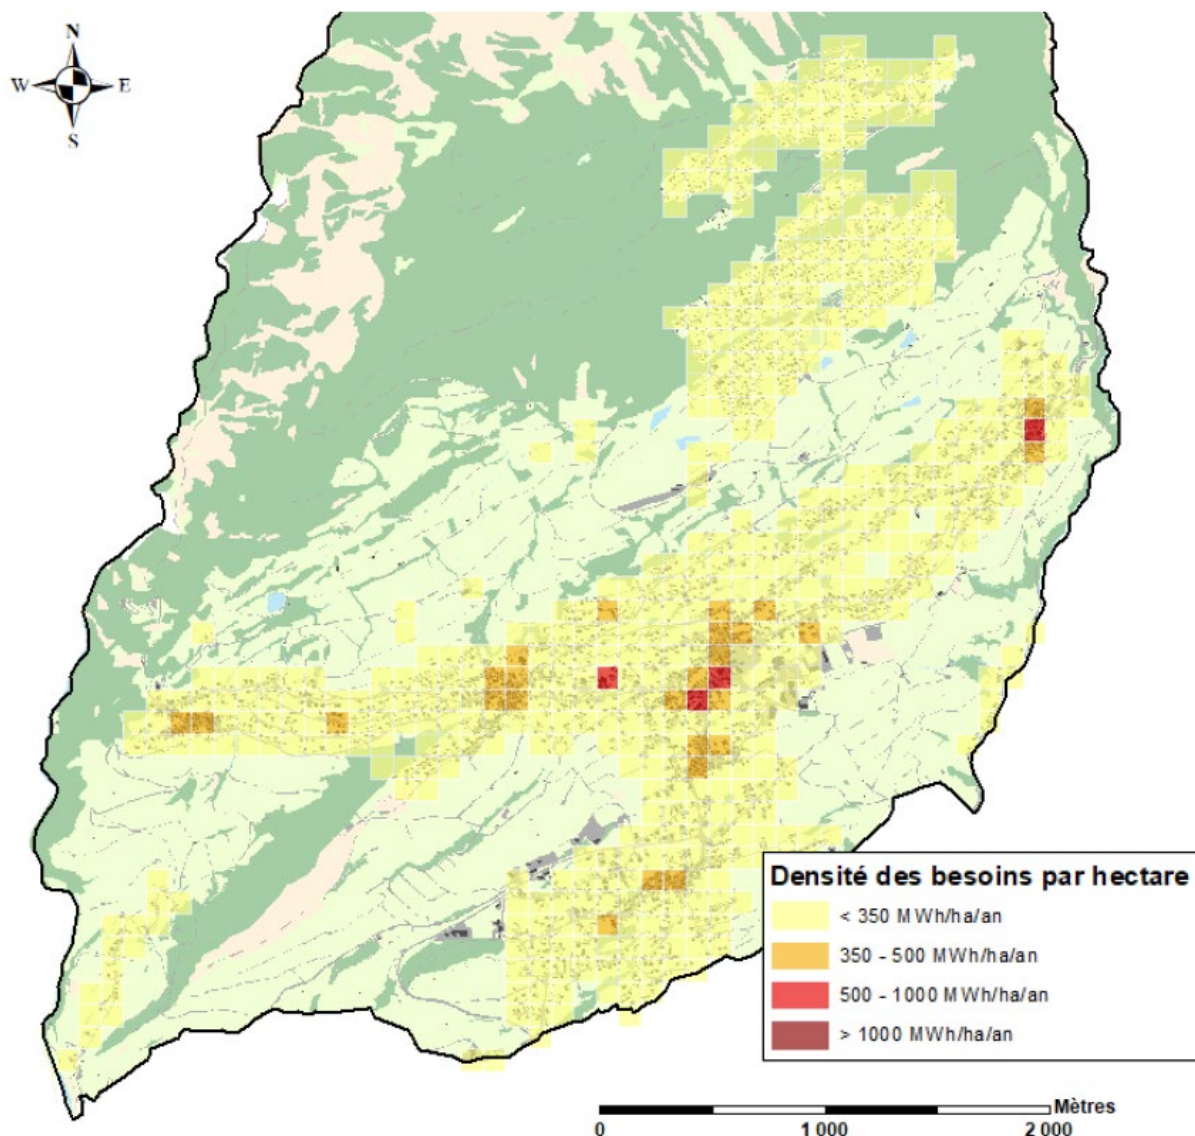 N
W E
S
Densité des besoins par hectare
< 350 MWh/ha/an
350 - 500 MWh/ha/an
500 - 1000 MWh/ha/an
> 1000 MWh/ha/an
Mètres
0 1 000 2 000